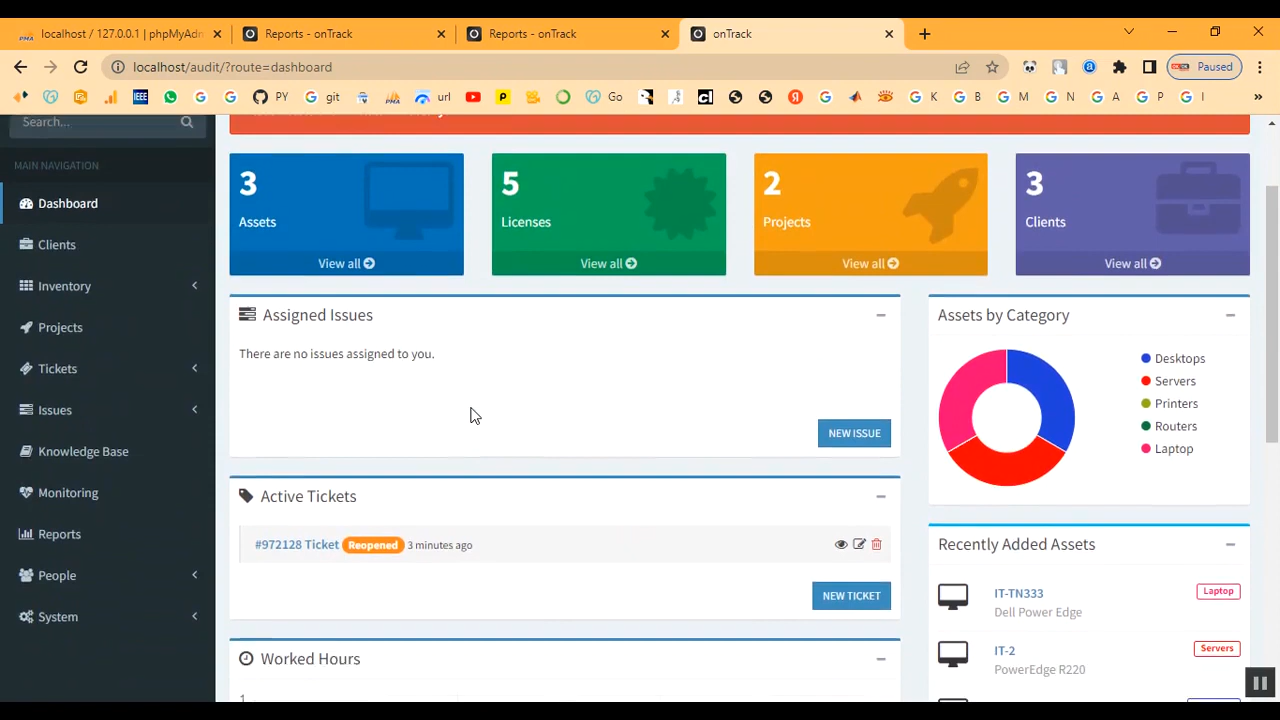 localhost / 127.0.0.1 | phpMyAdn
Reports - onTrack
Reports - onTrack
onTrack
localhost/audit/?route=dashboard
Paused
PY
git
url
Go
K
B
M
N
A
P
I
»
Search...
MAIN NAVIGATION
Dashboard
Clients
Inventory
Projects
Tickets
Issues
Knowledge Base
Monitoring
Reports
People
System
3
Assets
View all
5
Licenses
View all
2
Projects
View all
3
Clients
View all
Assigned Issues
There are no issues assigned to you.
NEW ISSUE
Active Tickets
#972128 Ticket Reopened 3 minutes ago
NEW TICKET
Worked Hours
1
Assets by Category
Desktops
Servers
Printers
Routers
Laptop
Recently Added Assets
IT-TN333 Laptop
Dell Power Edge
IT-2 Servers
PowerEdge R220